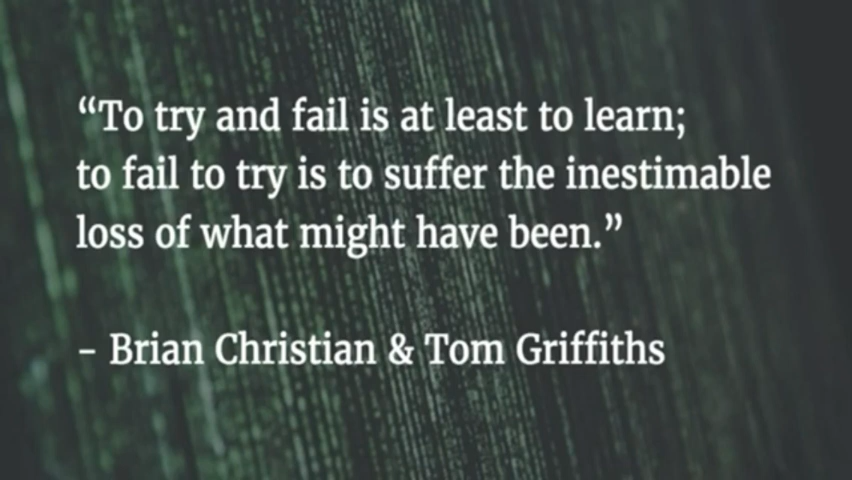 “To try and fail is at least to learn;
to fail to try is to suffer the inestimable
loss of what might have been.”
– Brian Christian & Tom Griffiths